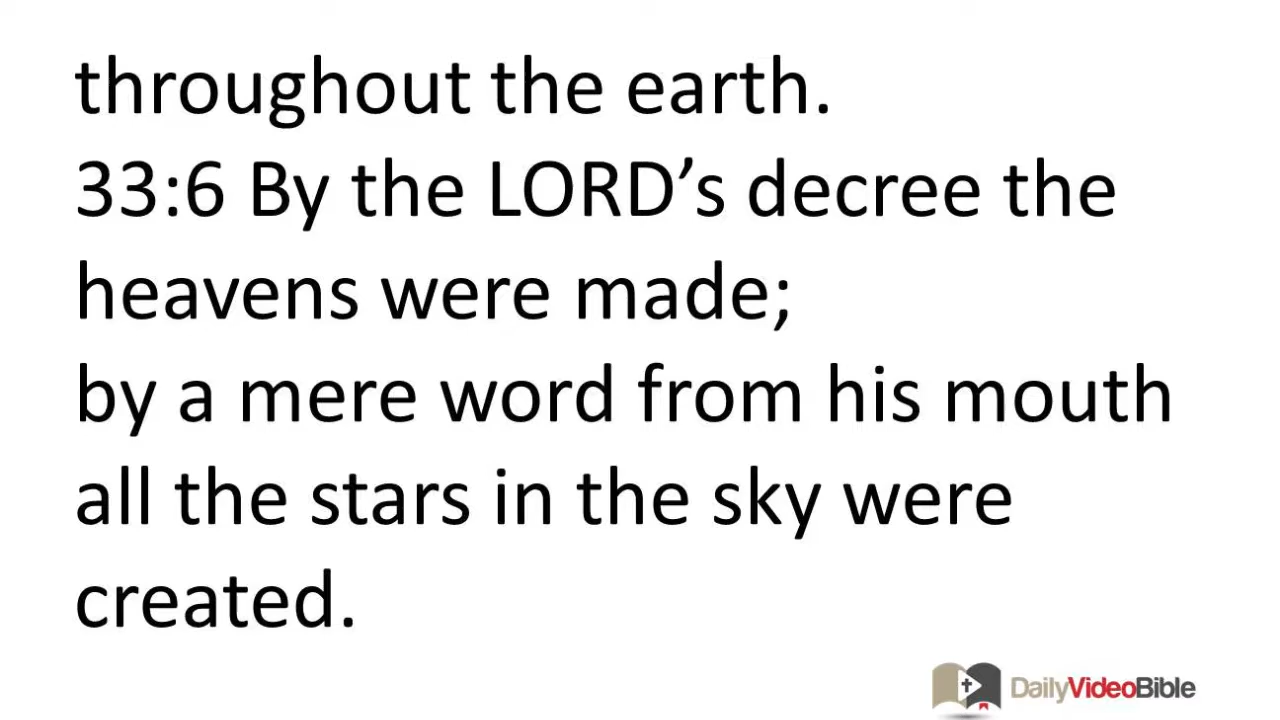 throughout the earth.
33:6 By the LORD’s decree the
heavens were made;
by a mere word from his mouth
all the stars in the sky were
created.
DailyVideoBible